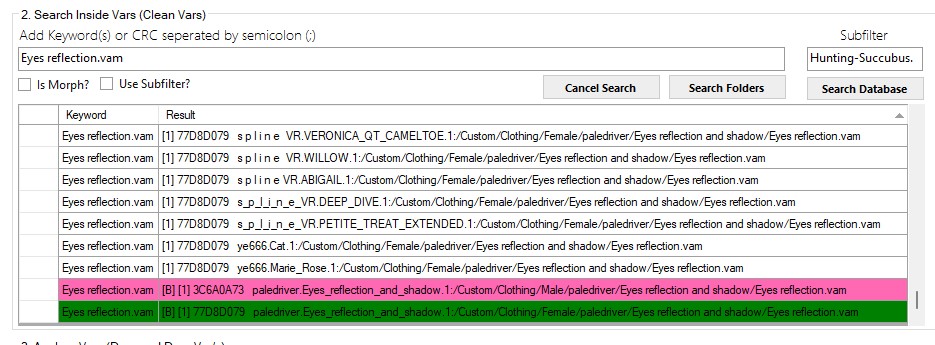 2. Search Inside Vars (Clean Vars)
Add Keyword(s) or CRC seperated by semicolon (;)
Subfilter
Eyes reflection.vam
Hunting-Succubus.
Is Morph?
Use Subfilter?
Cancel Search
Search Folders
Search Database
Keyword Result
Eyes reflection.vam [1] 77D8D079 s p l i n e VR.VERONICA_QT_CAMELTOE.1:/Custom/Clothing/Female/paledriver/Eyes reflection and shadow/Eyes reflection.vam
Eyes reflection.vam [1] 77D8D079 s p l i n e VR.WILLOW.1:/Custom/Clothing/Female/paledriver/Eyes reflection and shadow/Eyes reflection.vam
Eyes reflection.vam [1] 77D8D079 s p l i n e VR.ABIGAIL.1:/Custom/Clothing/Female/paledriver/Eyes reflection and shadow/Eyes reflection.vam
Eyes reflection.vam [1] 77D8D079 s_p_l_i_n_e_VR.DEEP_DIVE.1:/Custom/Clothing/Female/paledriver/Eyes reflection and shadow/Eyes reflection.vam
Eyes reflection.vam [1] 77D8D079 s_p_l_i_n_e_VR.PETITE_TREAT_EXTENDED.1:/Custom/Clothing/Female/paledriver/Eyes reflection and shadow/Eyes reflection.vam
Eyes reflection.vam [1] 77D8D079 ye666.Cat.1:/Custom/Clothing/Female/paledriver/Eyes reflection and shadow/Eyes reflection.vam
Eyes reflection.vam [1] 77D8D079 ye666.Marie_Rose.1:/Custom/Clothing/Female/paledriver/Eyes reflection and shadow/Eyes reflection.vam
Eyes reflection.vam [B] [1] 3C6A0A73 paledriver.Eyes_reflection_and_shadow.1:/Custom/Clothing/Male/paledriver/Eyes reflection and shadow/Eyes reflection.vam
Eyes reflection.vam [B] [1] 77D8D079 paledriver.Eyes_reflection_and_shadow.1:/Custom/Clothing/Female/paledriver/Eyes reflection and shadow/Eyes reflection.vam